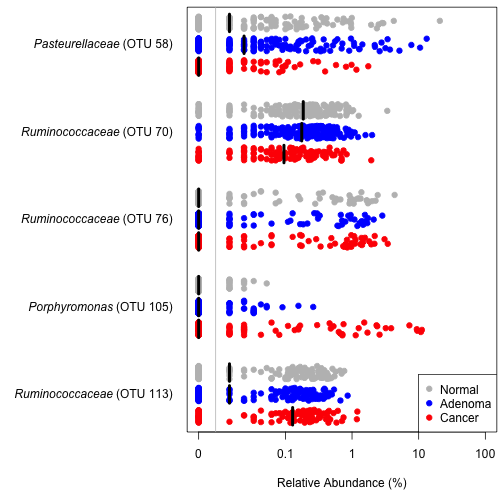 Pasteurellaceae (OTU 58)
Ruminococcaceae (OTU 70)
Ruminococcaceae (OTU 76)
Porphyromonas (OTU 105)
Ruminococcaceae (OTU 113)
Normal
Adenoma
Cancer
0 0.1 1 10 100
Relative Abundance (%)